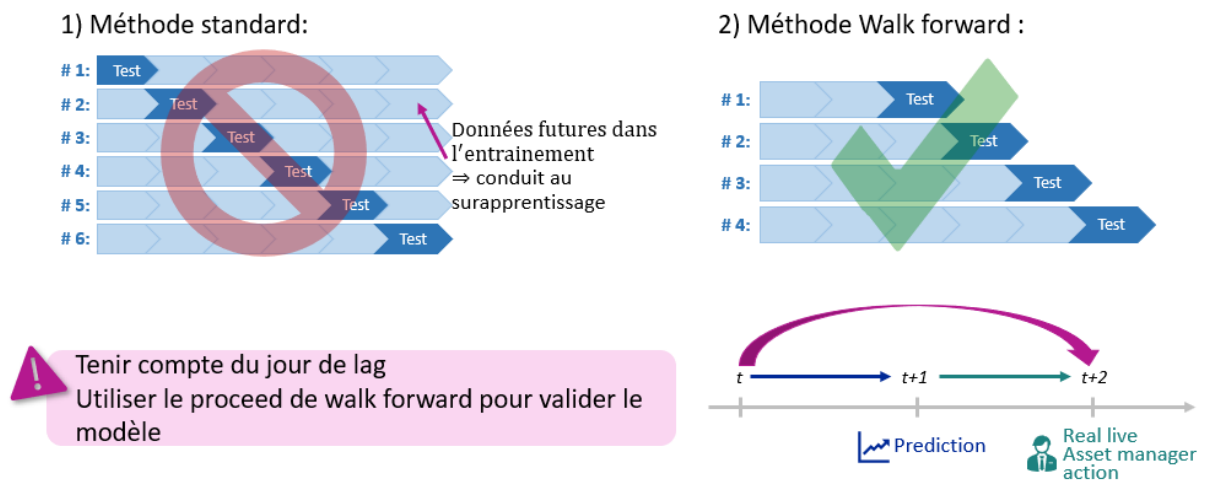 1) Méthode standard:
# 1:
Test
# 2:
Test
# 3:
Test
# 4:
Test
# 5:
Test
# 6:
Test
Données futures dans
l'entrainement
⇒ conduit au
surapprentissage
2) Méthode Walk forward :
# 1:
Test
# 2:
Test
# 3:
Test
# 4:
Test
Tenir compte du jour de lag
Utiliser le proceed de walk forward pour valider le
modèle
t
t+1
t+2
Prediction
Real live
Asset manager
action